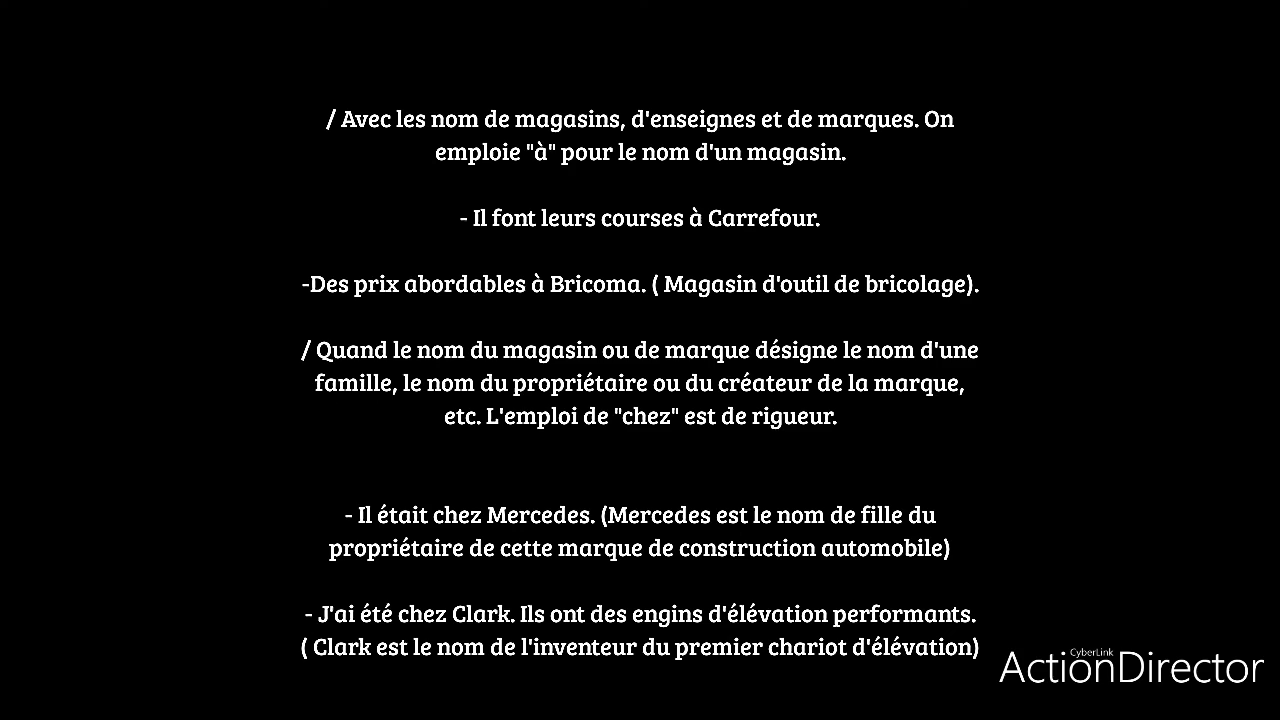 / Avec les nom de magasins, d'enseignes et de marques. On
emploie "à" pour le nom d'un magasin.
- Il font leurs courses à Carrefour.
-Des prix abordables à Bricoma. ( Magasin d'outil de bricolage).
/ Quand le nom du magasin ou de marque désigne le nom d'une
famille, le nom du propriétaire ou du créateur de la marque,
etc. L'emploi de "chez" est de rigueur.
- Il était chez Mercedes. (Mercedes est le nom de fille du
propriétaire de cette marque de construction automobile)
- J'ai été chez Clark. Ils ont des engins d'élévation performants.
( Clark est le nom de l'inventeur du premier chariot d'élévation)
CyberLink
ActionDirector